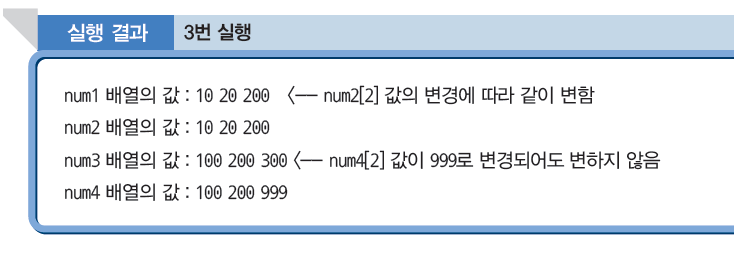 실행 결과 3번 실행
num1 배열의 값 : 10 20 200 <―― num2[2] 값의 변경에 따라 같이 변함
num2 배열의 값 : 10 20 200
num3 배열의 값 : 100 200 300 <―― num4[2] 값이 999로 변경되어도 변하지 않음
num4 배열의 값 : 100 200 999